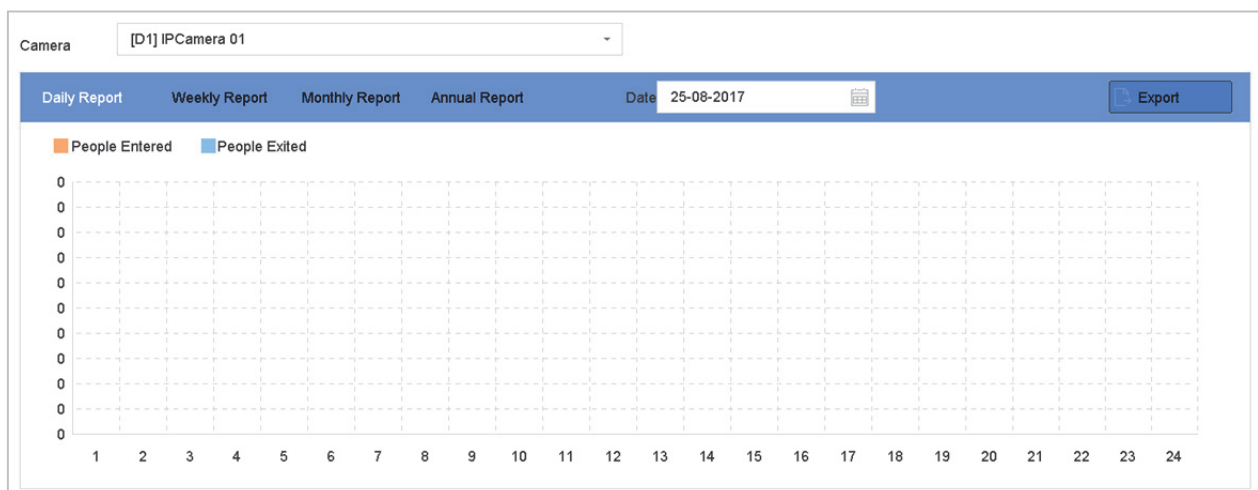 Camera [D1] IPCamera 01
Daily Report Weekly Report Monthly Report Annual Report Date 25-08-2017 Export
People Entered People Exited
0
0
0
0
0
0
0
0
0
0
0
1 2 3 4 5 6 7 8 9 10 11 12 13 14 15 16 17 18 19 20 21 22 23 24